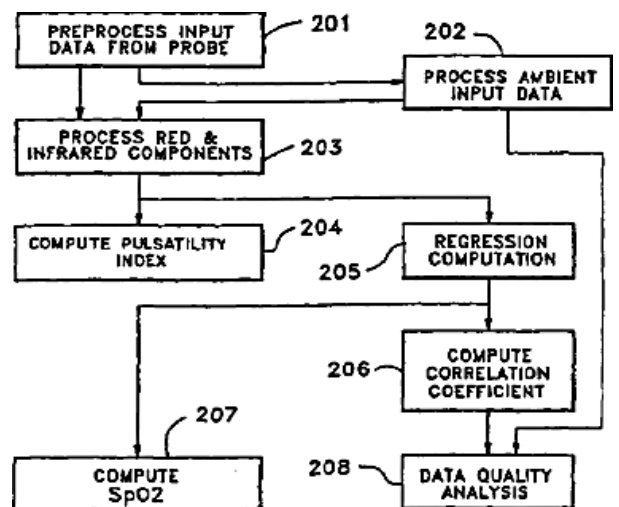 PREPROCESS INPUT
DATA FROM PROBE
201
202
PROCESS AMBIENT
INPUT DATA
PROCESS RED &
INFRARED COMPONENTS
203
COMPUTE PULSATILITY
INDEX
204
REGRESSION
COMPUTATION
205
COMPUTE
CORRELATION
COEFFICIENT
206
207
COMPUTE
SpO2
208
DATA QUALITY
ANALYSIS